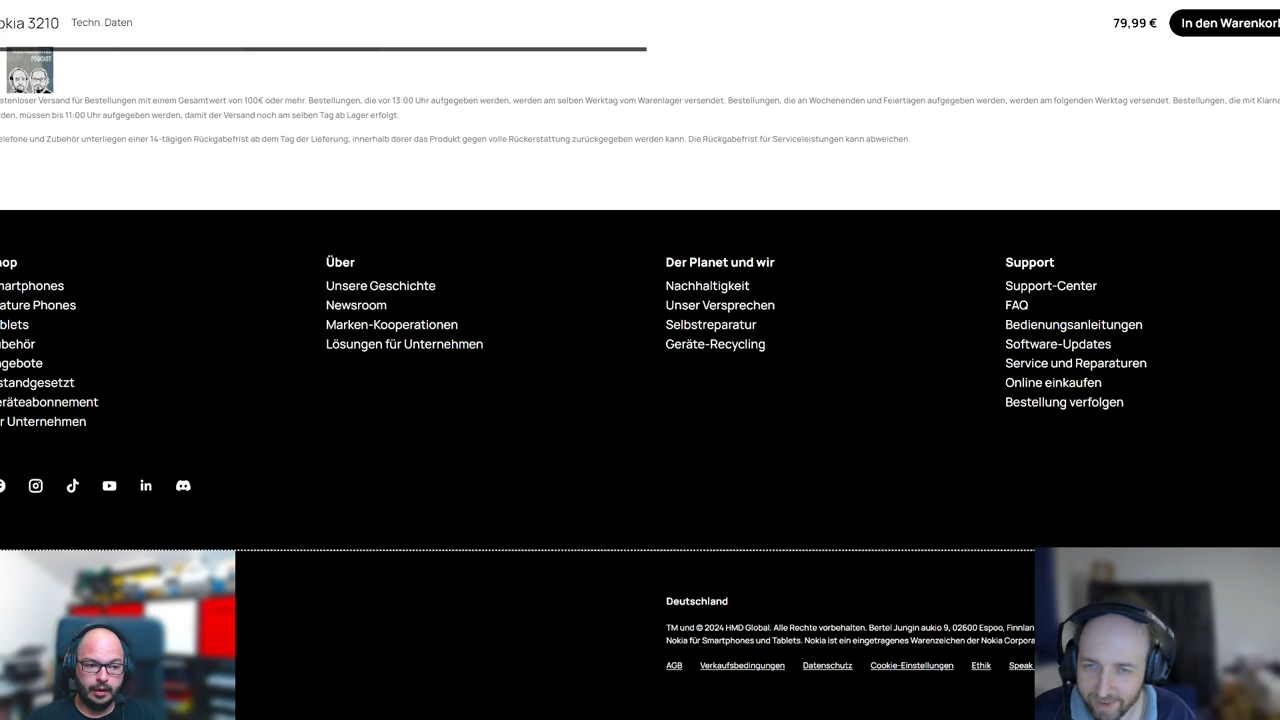 okia 3210
Techn. Daten
79,99 €
In den Warenkorb
PODCAST
stenloser Versand für Bestellungen mit einem Gesamtwert von 100€ oder mehr. Bestellungen, die vor 13:00 Uhr aufgegeben werden, werden am selben Werktag vom Warenlager versendet. Bestellungen, die an Wochenenden und Feiertagen aufgegeben werden, werden am folgenden Werktag versendet. Bestellungen, die mit Klarna
rden, müssen bis 11:00 Uhr aufgegeben werden, damit der Versand noch am selben Tag ab Lager erfolgt.
elefone und Zubehör unterliegen einer 14-tägigen Rückgabefrist ab dem Tag der Lieferung, innerhalb derer das Produkt gegen volle Rückerstattung zurückgegeben werden kann. Die Rückgabefrist für Serviceleistungen kann abweichen.
hop
martphones
ature Phones
blets
ubehör
ngebote
standgesetzt
eräteabonnement
r Unternehmen
Über
Unsere Geschichte
Newsroom
Marken-Kooperationen
Lösungen für Unternehmen
Der Planet und wir
Nachhaltigkeit
Unser Versprechen
Selbstreparatur
Geräte-Recycling
Support
Support-Center
FAQ
Bedienungsanleitungen
Software-Updates
Service und Reparaturen
Online einkaufen
Bestellung verfolgen
Deutschland
TM und © 2024 HMD Global. Alle Rechte vorbehalten. Bertel Jungin aukio 9, 02600 Espoo, Finnlan
Nokia für Smartphones und Tablets. Nokia ist ein eingetragenes Warenzeichen der Nokia Corpora
AGB Verkaufsbedingungen Datenschutz Cookie-Einstellungen Ethik Speak